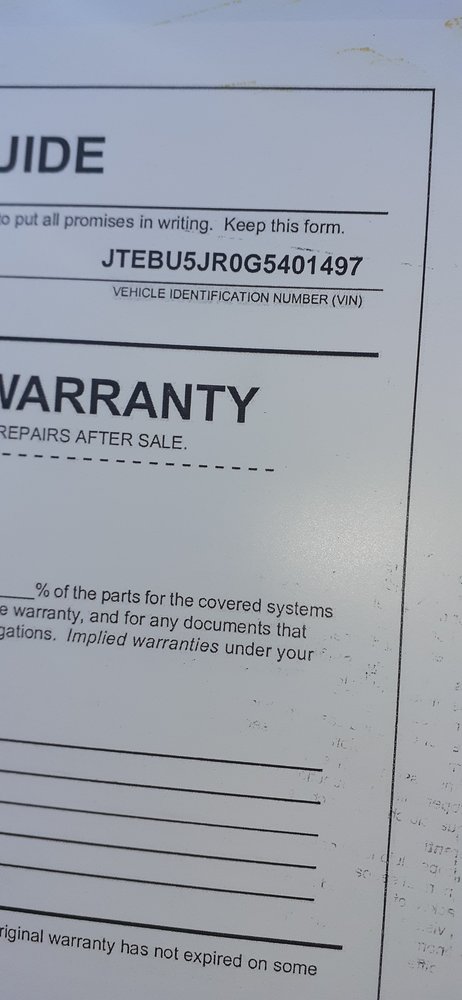 UIDE
to put all promises in writing. Keep this form.
JTEBU5JR0G5401497
VEHICLE IDENTIFICATION NUMBER (VIN)
WARRANTY
REPAIRS AFTER SALE.
% of the parts for the covered systems
e warranty, and for any documents that
gations. Implied warranties under your
riginal warranty has not expired on some